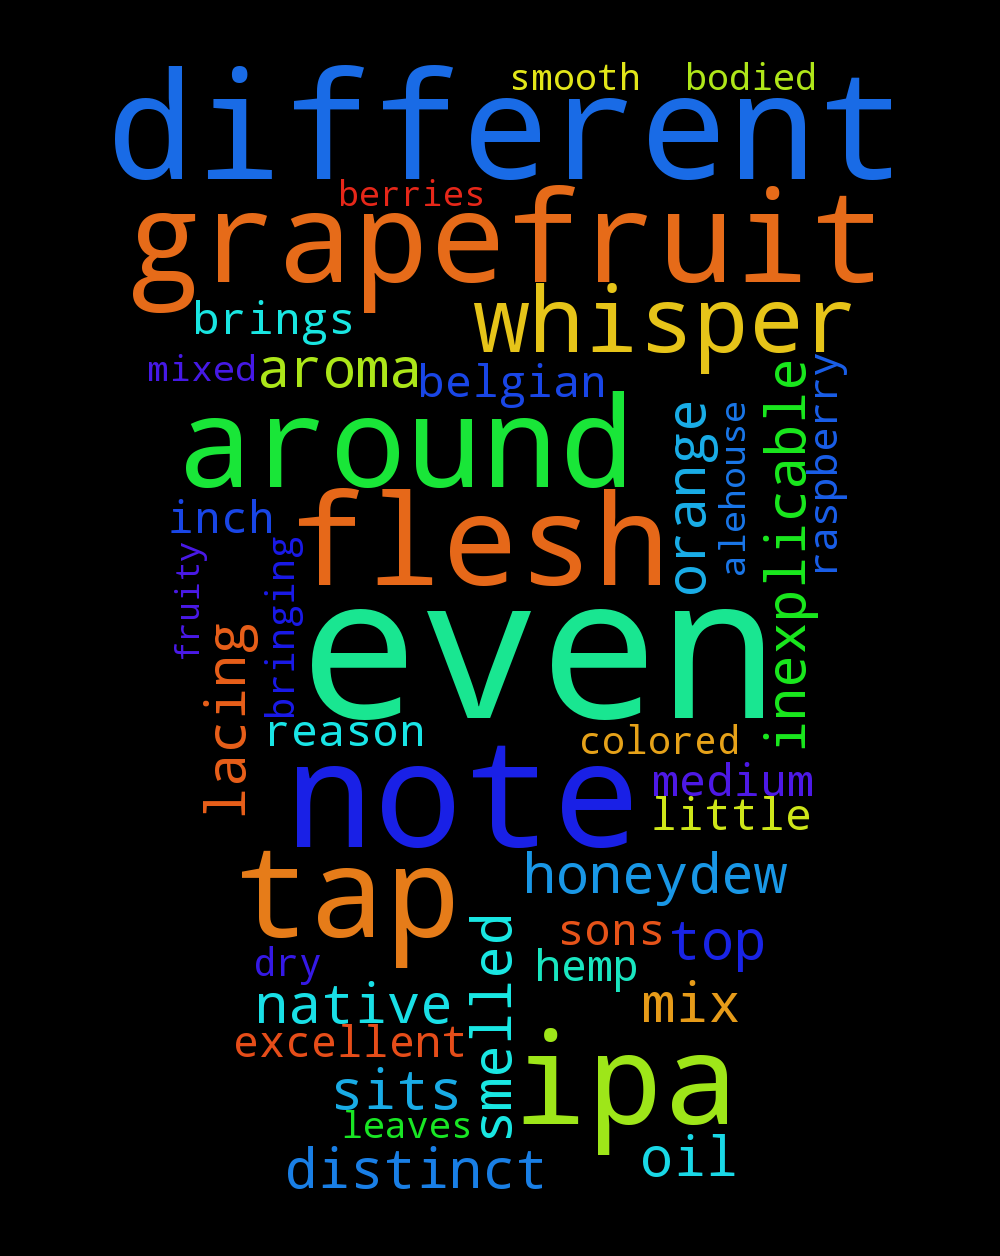 smooth bodied
different
berries
grapefruit
brings whisper
mixed aroma belgian
around
orange
alehouse
inexplicable
raspberry
inch flesh
fruity
bringing
even
lacing
reason colored
note medium
little
tap honeydew
sons top
dry hemp
smelled
native mix
excellent
sits ipa
leaves
distinct oil